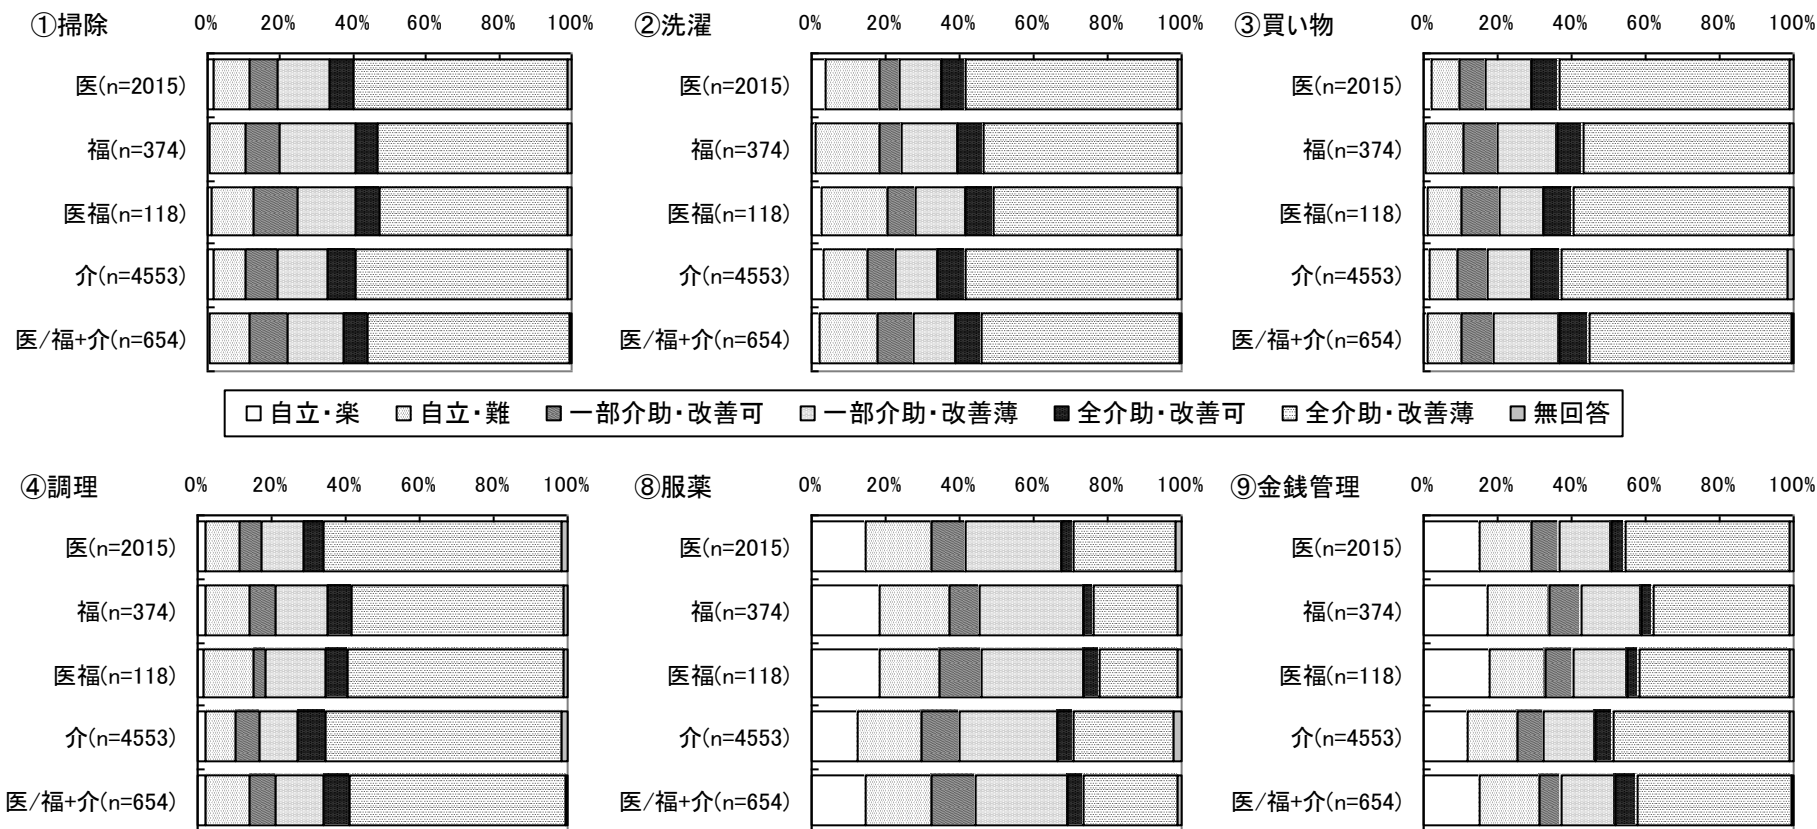 ①掃除 0% 20% 40% 60% 80% 100%
医(n=2015)
福(n=374)
医福(n=118)
介(n=4553)
医/福+介(n=654)
②洗濯 0% 20% 40% 60% 80% 100%
医(n=2015)
福(n=374)
医福(n=118)
介(n=4553)
医/福+介(n=654)
③買い物 0% 20% 40% 60% 80% 100%
医(n=2015)
福(n=374)
医福(n=118)
介(n=4553)
医/福+介(n=654)
自立・楽 自立・難 一部介助・改善可 一部介助・改善薄 全介助・改善可 全介助・改善薄 無回答
④調理 0% 20% 40% 60% 80% 100%
医(n=2015)
福(n=374)
医福(n=118)
介(n=4553)
医/福+介(n=654)
⑧服薬 0% 20% 40% 60% 80% 100%
医(n=2015)
福(n=374)
医福(n=118)
介(n=4553)
医/福+介(n=654)
⑨金銭管理 0% 20% 40% 60% 80% 100%
医(n=2015)
福(n=374)
医福(n=118)
介(n=4553)
医/福+介(n=654)